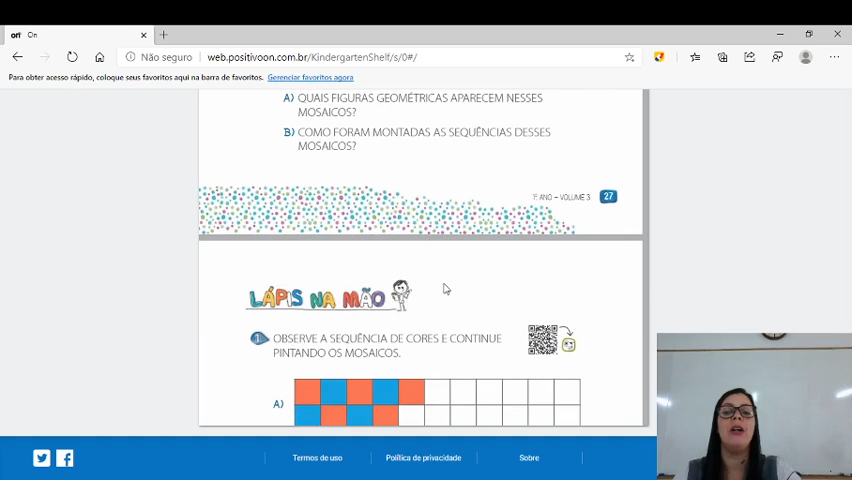 On
Não seguro
web.positivoon.com.br/KindergartenShelf/s/0#/
Para obter acesso rápido, coloque seus favoritos aqui na barra de favoritos. Gerenciar favoritos agora
A) QUAIS FIGURAS GEOMÉTRICAS APARECEM NESSES
MOSAICOS?
B) COMO FORAM MONTADAS AS SEQUÊNCIAS DESSES
MOSAICOS?
1º. ANO – VOLUME 3 27
LÁPIS NA MÃO
1 OBSERVE A SEQUÊNCIA DE CORES E CONTINUE
PINTANDO OS MOSAICOS.
A)
Termos de uso Política de privacidade Sobre